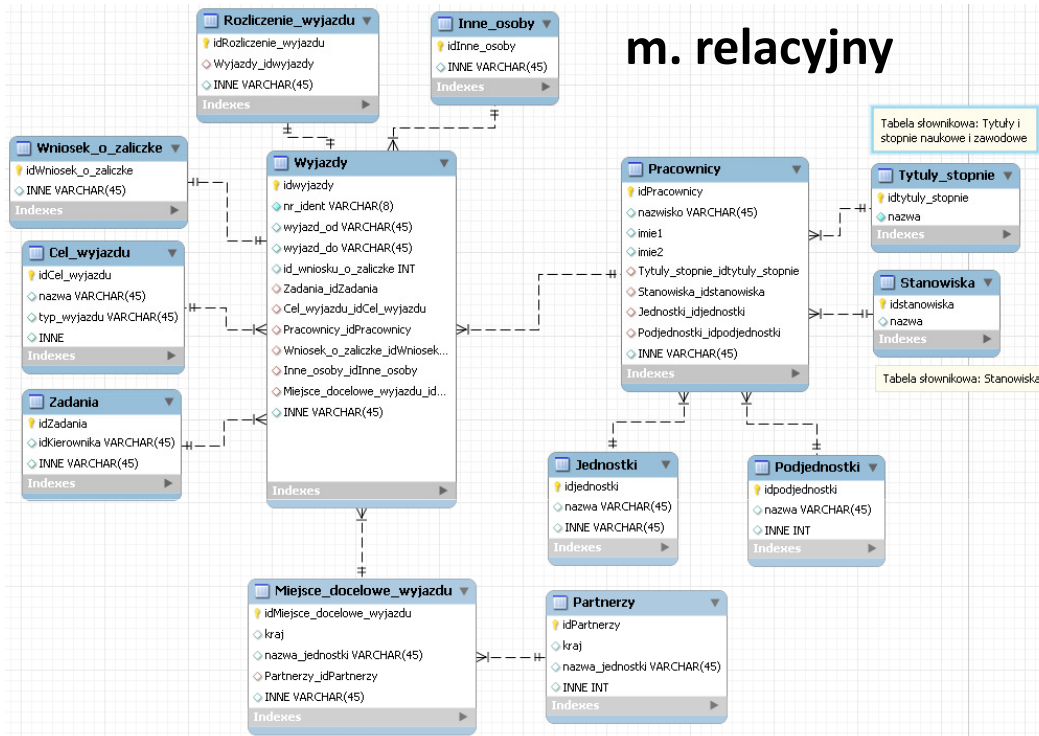 m. relacyjny
Rozliczenie_wyjazdu
idRozliczenie_wyjazdu
Wyjazdy_idwyjazdy
INNE VARCHAR(45)
Indexes
Inne_osoby
idInne_osoby
INNE VARCHAR(45)
Indexes
Wniosek_o_zaliczke
idWniosek_o_zaliczke
INNE VARCHAR(45)
Indexes
Cel_wyjazdu
idCel_wyjazdu
nazwa VARCHAR(45)
typ_wyjazdu VARCHAR(45)
INNE
Indexes
Zadania
idZadania
idKierownika VARCHAR(45)
INNE VARCHAR(45)
Indexes
Wyjazdy
idwyjazdy
nr_ident VARCHAR(8)
wyjazd_od VARCHAR(45)
wyjazd_do VARCHAR(45)
id_wniosku_o_zaliczke INT
Zadania_idZadania
Cel_wyjazdu_idCel_wyjazdu
Pracownicy_idPracownicy
Wniosek_o_zaliczke_idWniosek...
Inne_osoby_idInne_osoby
Miejsce_docelowe_wyjazdu_id...
INNE VARCHAR(45)
Indexes
Pracownicy
idPracownicy
nazwisko VARCHAR(45)
imie1
imie2
Tytuly_stopnie_idtytuly_stopnie
Stanowiska_idstanowiska
Jednostki_idjednostki
Podjednostki_idpodjednostki
INNE VARCHAR(45)
Indexes
Tabela słownikowa: Tytuły i
stopnie naukowe i zawodowe
Tytuly_stopnie
idtytuly_stopnie
nazwa
Indexes
Stanowiska
idstanowiska
nazwa
Indexes
Tabela słownikowa: Stanowiska
Jednostki
idjednostki
nazwa VARCHAR(45)
INNE VARCHAR(45)
Indexes
Podjednostki
idpodjednostki
nazwa VARCHAR(45)
INNE INT
Indexes
Miejsce_docelowe_wyjazdu
idMiejsce_docelowe_wyjazdu
kraj
nazwa_jednostki VARCHAR(45)
Partnerzy_idPartnerzy
INNE VARCHAR(45)
Indexes
Partnerzy
idPartnerzy
kraj
nazwa_jednostki VARCHAR(45)
INNE INT
Indexes